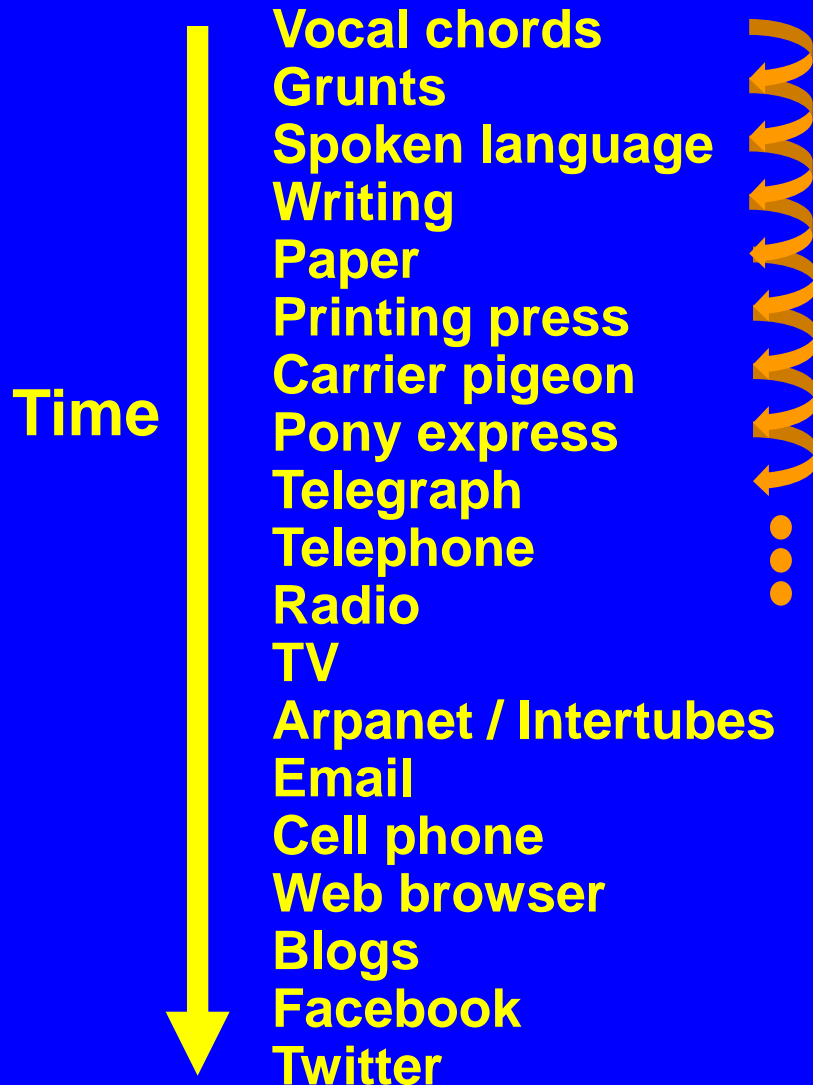 Vocal chords
Grunts
Spoken language
Writing
Paper
Printing press
Carrier pigeon
Time
Pony express
Telegraph
Telephone
Radio
TV
Arpanet / Intertubes
Email
Cell phone
Web browser
Blogs
Facebook
Twitter